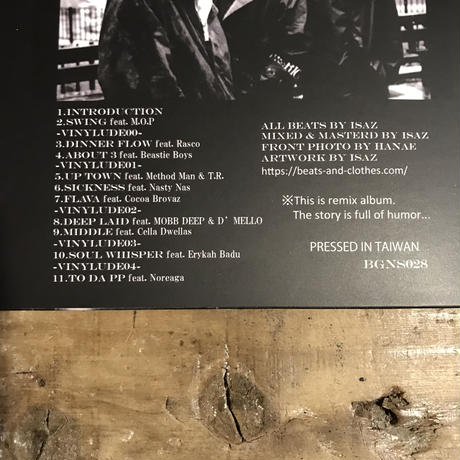 1.INTRODUCTION
2.SWING feat. M.O.P
-VINYLUDE00-
3.DINNER FLOW feat. Rasco
4.ABOUT 3 feat. Beastie Boys
-VINYLUDE01-
5.UP TOWN feat. Method Man & T.R.
6.SICKNESS feat. Nasty Nas
7.FLAVA feat. Cocoa Brovaz
-VINYLUDE02-
8.DEEP LAID feat. MOBB DEEP & D' MELLO
9.MIDDLE feat. Cella Dwellas
-VINYLUDE03-
10.SOUL WHISPER feat. Erykah Badu
-VINYLUDE04-
11.TO DA PP feat. Noreaga
ALL BEATS BY ISAZ
MIXED & MASTERD BY ISAZ
FRONT PHOTO BY HANAE
ARTWORK BY ISAZ
https://beats-and-clothes.com/
※This is remix album.
The story is full of humor...
PRESSED IN TAIWAN
BGNS028